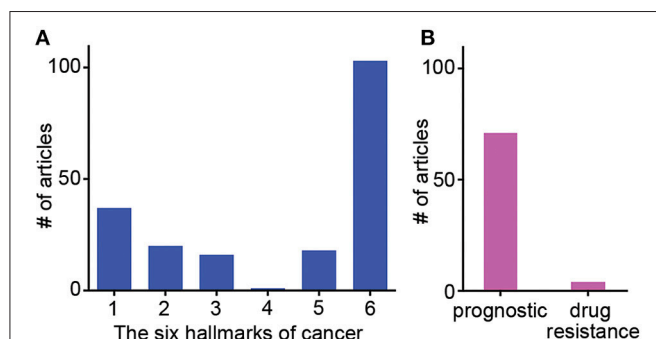 A
# of articles
100
50
0
1 2 3 4 5 6
The six hallmarks of cancer
B
# of articles
100
50
0
prognostic drug
resistance